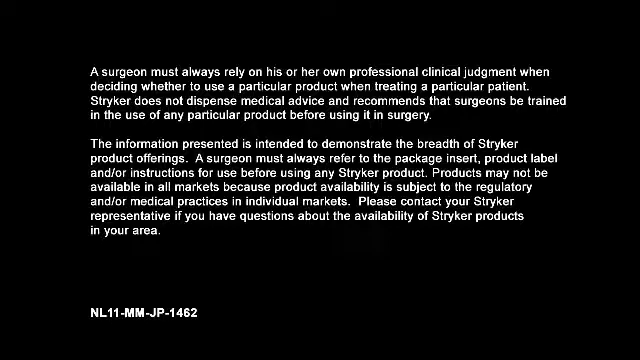 A surgeon must always rely on his or her own professional clinical judgment when
deciding whether to use a particular product when treating a particular patient.
Stryker does not dispense medical advice and recommends that surgeons be trained
in the use of any particular product before using it in surgery.
The information presented is intended to demonstrate the breadth of Stryker
product offerings.  A surgeon must always refer to the package insert, product label
and/or instructions for use before using any Stryker product. Products may not be
available in all markets because product availability is subject to the regulatory
and/or medical practices in individual markets.  Please contact your Stryker
representative if you have questions about the availability of Stryker products
in your area.
NL11-MM-JP-1462